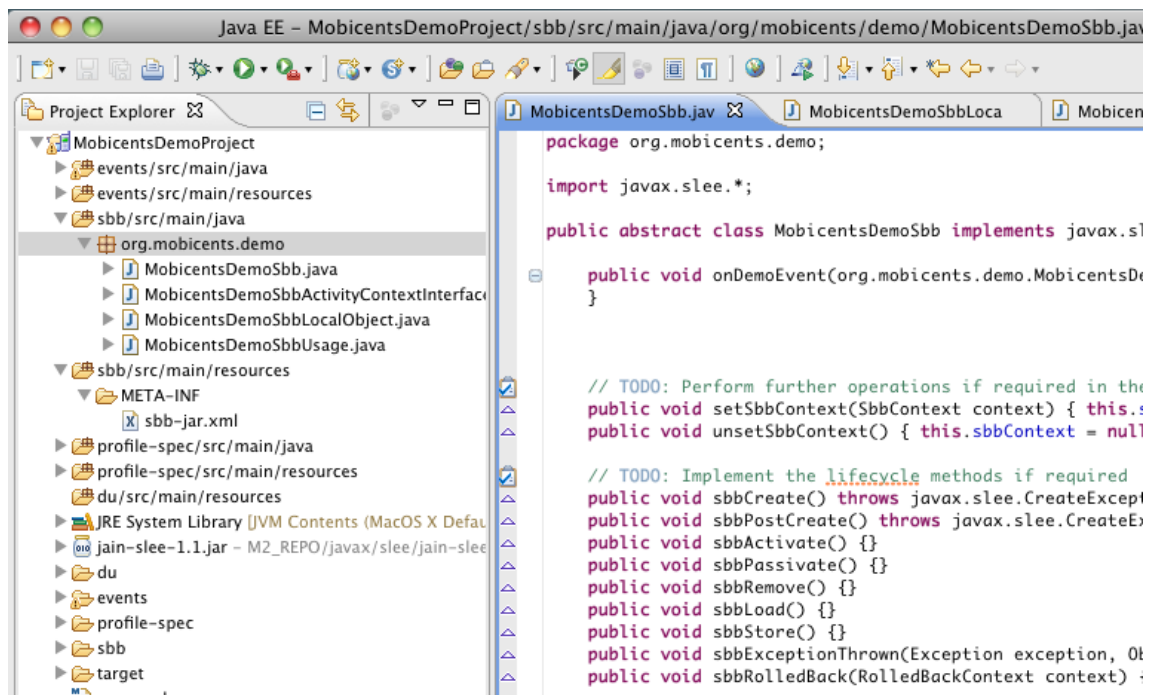 Java EE – MobicentsDemoProject/sbb/src/main/java/org/mobicents/demo/MobicentsDemoSbb.jav
Project Explorer
MobicentsDemoProject
events/src/main/java
events/src/main/resources
sbb/src/main/java
org.mobicents.demo
MobicentsDemoSbb.java
MobicentsDemoSbbActivityContextInterface
MobicentsDemoSbbLocalObject.java
MobicentsDemoSbbUsage.java
sbb/src/main/resources
META-INF
sbb-jar.xml
profile-spec/src/main/java
profile-spec/src/main/resources
du/src/main/resources
JRE System Library [JVM Contents (MacOS X Defau
jain-slee-1.1.jar – M2_REPO/javax/slee/jain-slee
du
events
profile-spec
sbb
target
MobicentsDemoSbb.jav
MobicentsDemoSbbLoca
Mobicen
package org.mobicents.demo;
import javax.slee.*;
public abstract class MobicentsDemoSbb implements javax.sl
public void onDemoEvent(org.mobicents.demo.MobicentsDe
}
// TODO: Perform further operations if required in the
public void setSbbContext(SbbContext context) { this.s
public void unsetSbbContext() { this.sbbContext = null
// TODO: Implement the lifecycle methods if required
public void sbbCreate() throws javax.slee.CreateExcept
public void sbbPostCreate() throws javax.slee.CreateEx
public void sbbActivate() {}
public void sbbPassivate() {}
public void sbbRemove() {}
public void sbbLoad() {}
public void sbbStore() {}
public void sbbExceptionThrown(Exception exception, Ob
public void sbbRolledBack(RolledBackContext context) {